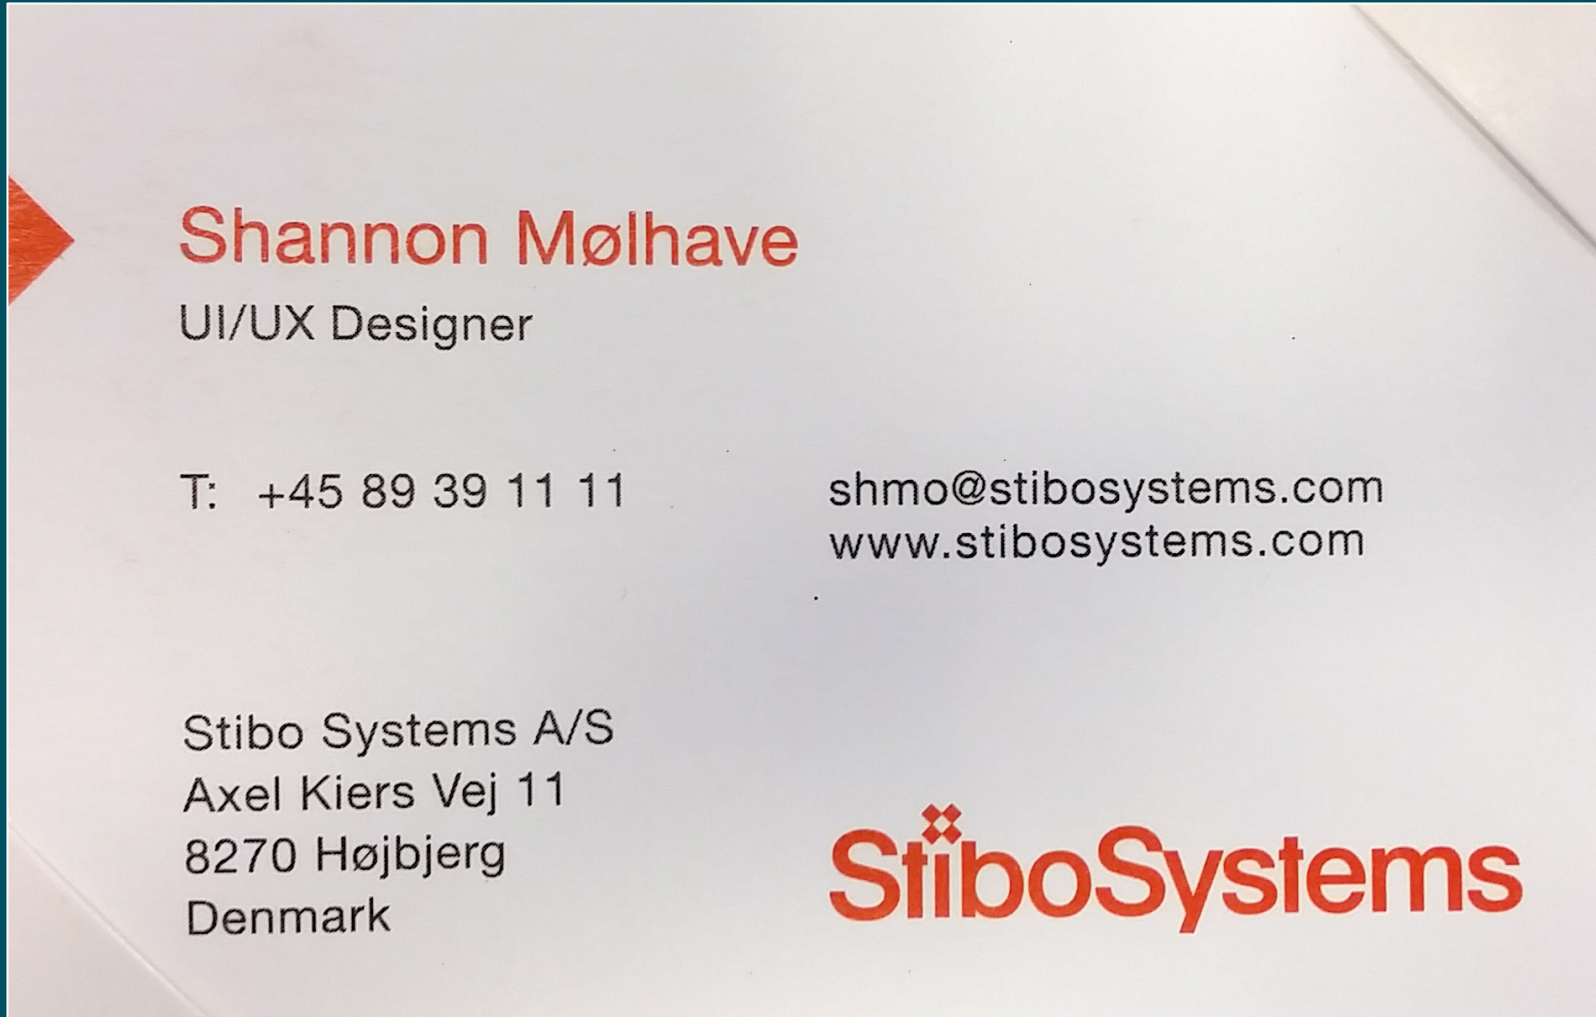 Shannon Mølhave
UI/UX Designer
T: +45 89 39 11 11
shmo@stibosystems.com
www.stibosystems.com
Stibo Systems A/S
Axel Kiers Vej 11
8270 Højbjerg
Denmark
StiboSystems